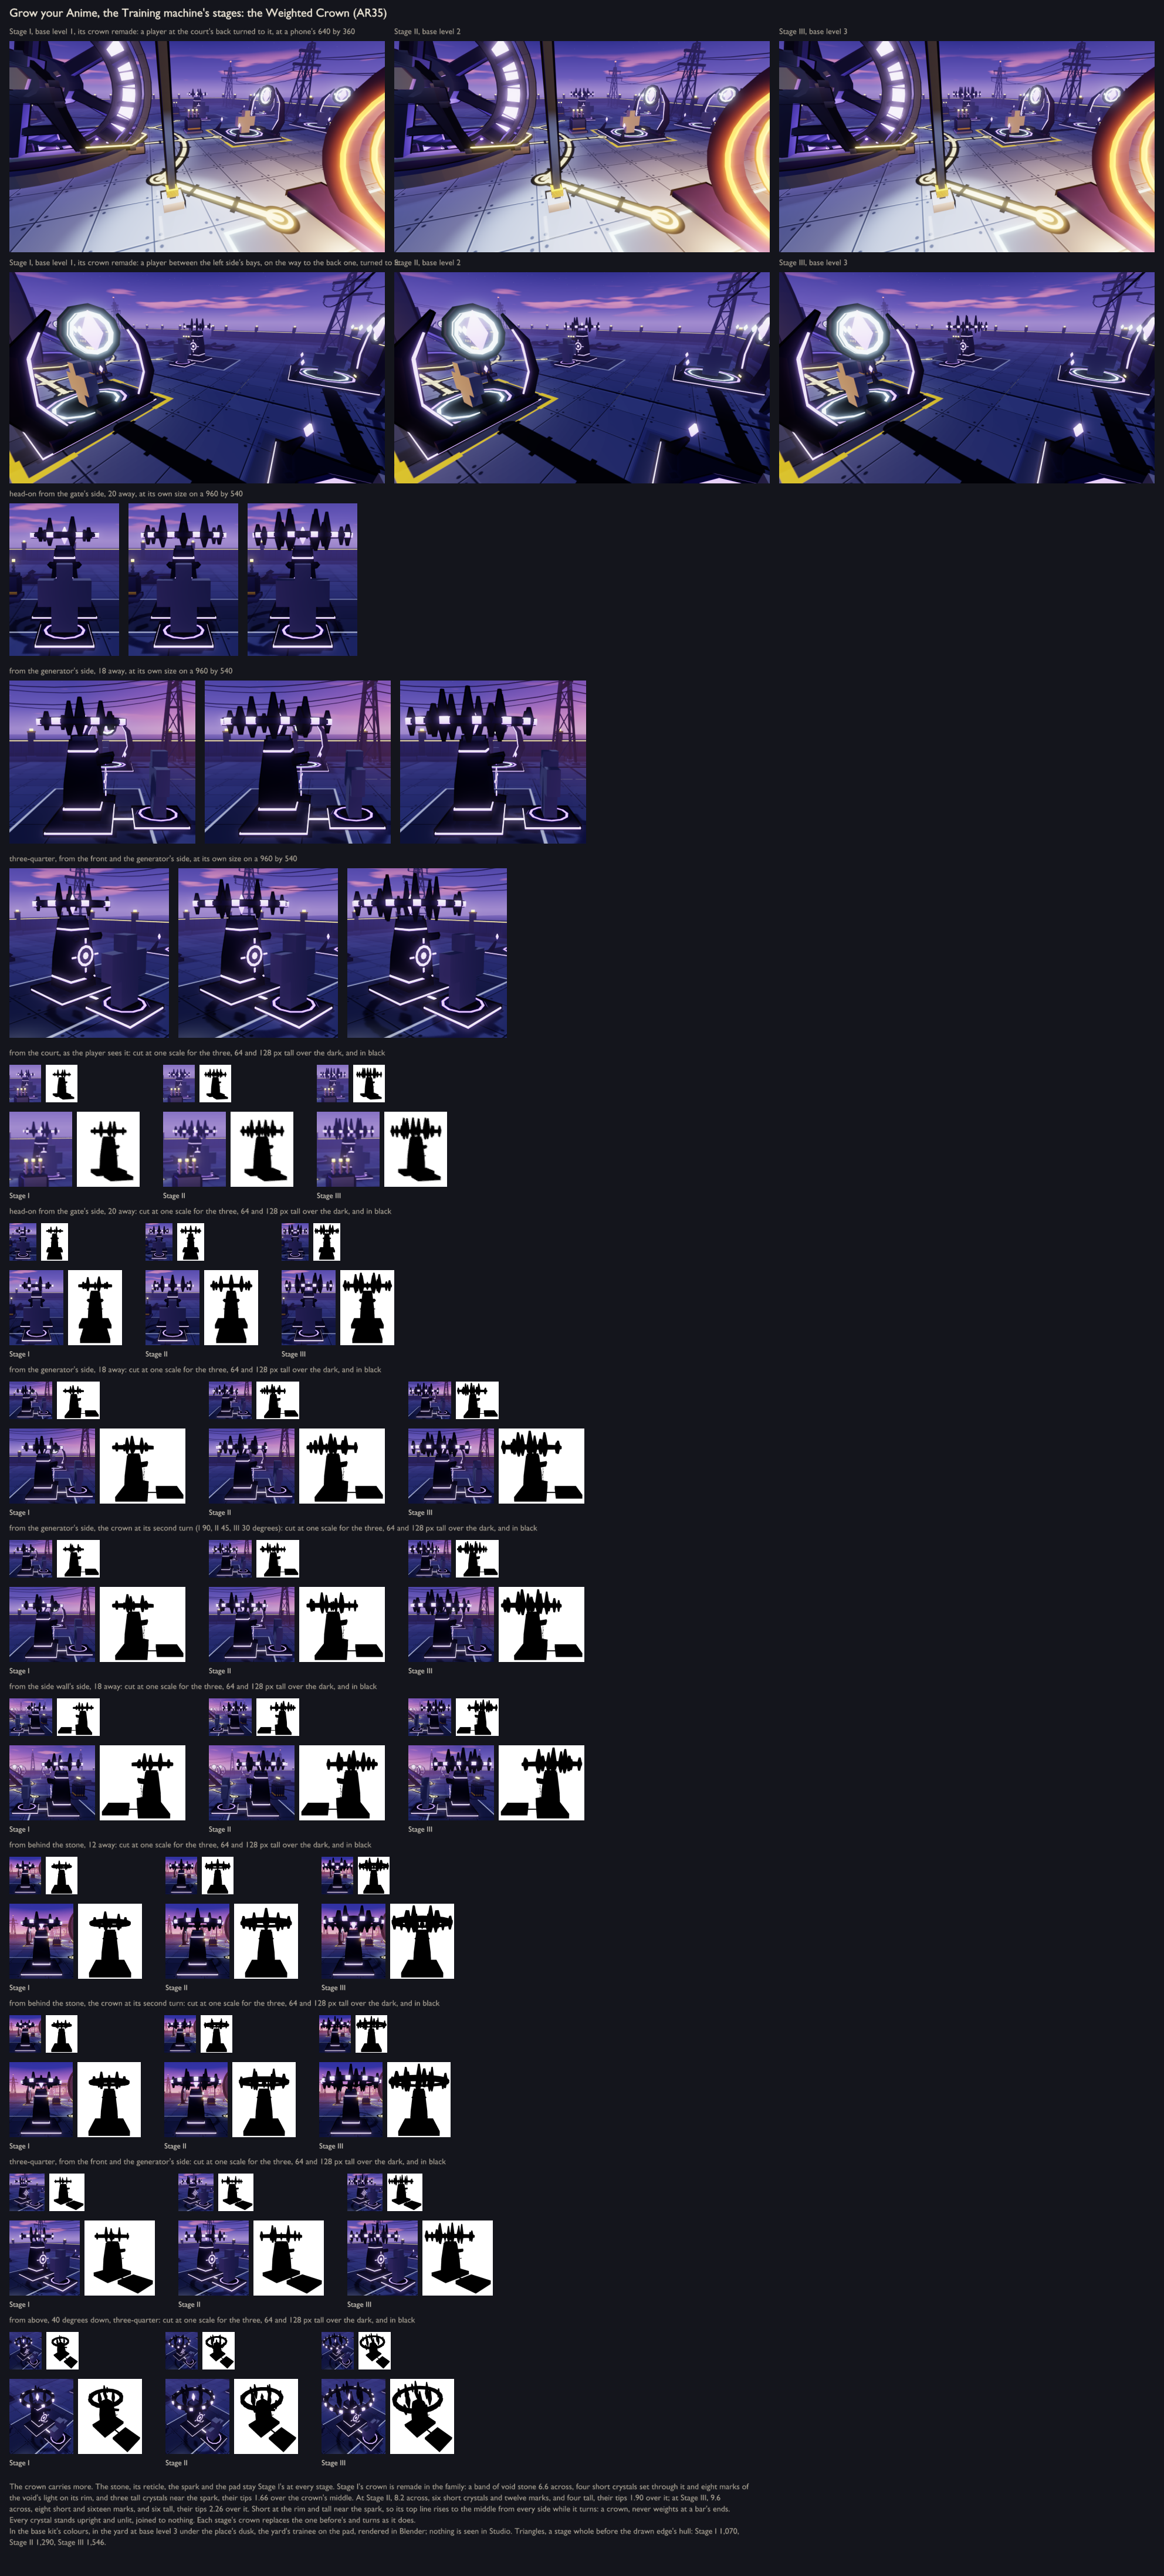 Grow your Anime, the Training machine's stages: the Weighted Crown (AR35)
Stage I, base level 1, its crown remade: a player at the court's back turned to it, at a phone's 640 by 360
Stage II, base level 2
Stage III, base level 3
Stage I, base level 1, its crown remade: a player between the left side's bays, on the way to the back one, turned to
Stage II, base level 2
Stage III, base level 3
head-on from the gate's side, 20 away, at its own size on a 960 by 540
from the generator's side, 18 away, at its own size on a 960 by 540
three-quarter, from the front and the generator's side, at its own size on a 960 by 540
from the court, as the player sees it: cut at one scale for the three, 64 and 128 px tall over the dark, and in black
Stage I
Stage II
Stage III
head-on from the gate's side, 20 away: cut at one scale for the three, 64 and 128 px tall over the dark, and in black
Stage I
Stage II
Stage III
from the generator's side, 18 away: cut at one scale for the three, 64 and 128 px tall over the dark, and in black
Stage I
Stage II
Stage III
from the generator's side, the crown at its second turn (I 90, II 45, III 30 degrees): cut at one scale for the three, 64 and 128 px tall over the dark, and in black
Stage I
Stage II
Stage III
from the side wall's side, 18 away: cut at one scale for the three, 64 and 128 px tall over the dark, and in black
Stage I
Stage II
Stage III
from behind the stone, 12 away: cut at one scale for the three, 64 and 128 px tall over the dark, and in black
Stage I
Stage II
Stage III
from behind the stone, the crown at its second turn: cut at one scale for the three, 64 and 128 px tall over the dark, and in black
Stage I
Stage II
Stage III
three-quarter, from the front and the generator's side: cut at one scale for the three, 64 and 128 px tall over the dark, and in black
Stage I
Stage II
Stage III
from above, 40 degrees down, three-quarter: cut at one scale for the three, 64 and 128 px tall over the dark, and in black
Stage I
Stage II
Stage III
The crown carries more. The stone, its reticle, the spark and the pad stay Stage I's at every stage. Stage I's crown is remade in the family: a band of void stone 6.6 across, four short crystals set through it and eight marks of
the void's light on its rim, and three tall crystals near the spark, their tips 1.66 over the crown's middle. At Stage II, 8.2 across, six short crystals and twelve marks, and four tall, their tips 1.90 over it; at Stage III, 9.6
across, eight short and sixteen marks, and six tall, their tips 2.26 over it. Short at the rim and tall near the spark, so its top line rises to the middle from every side while it turns: a crown, never weights at a bar's ends.
Every crystal stands upright and unlit, joined to nothing. Each stage's crown replaces the one before's and turns as it does.
In the base kit's colours, in the yard at base level 3 under the place's dusk, the yard's trainee on the pad, rendered in Blender; nothing is seen in Studio. Triangles, a stage whole before the drawn edge's hull: Stage I 1,070,
Stage II 1,290, Stage III 1,546.